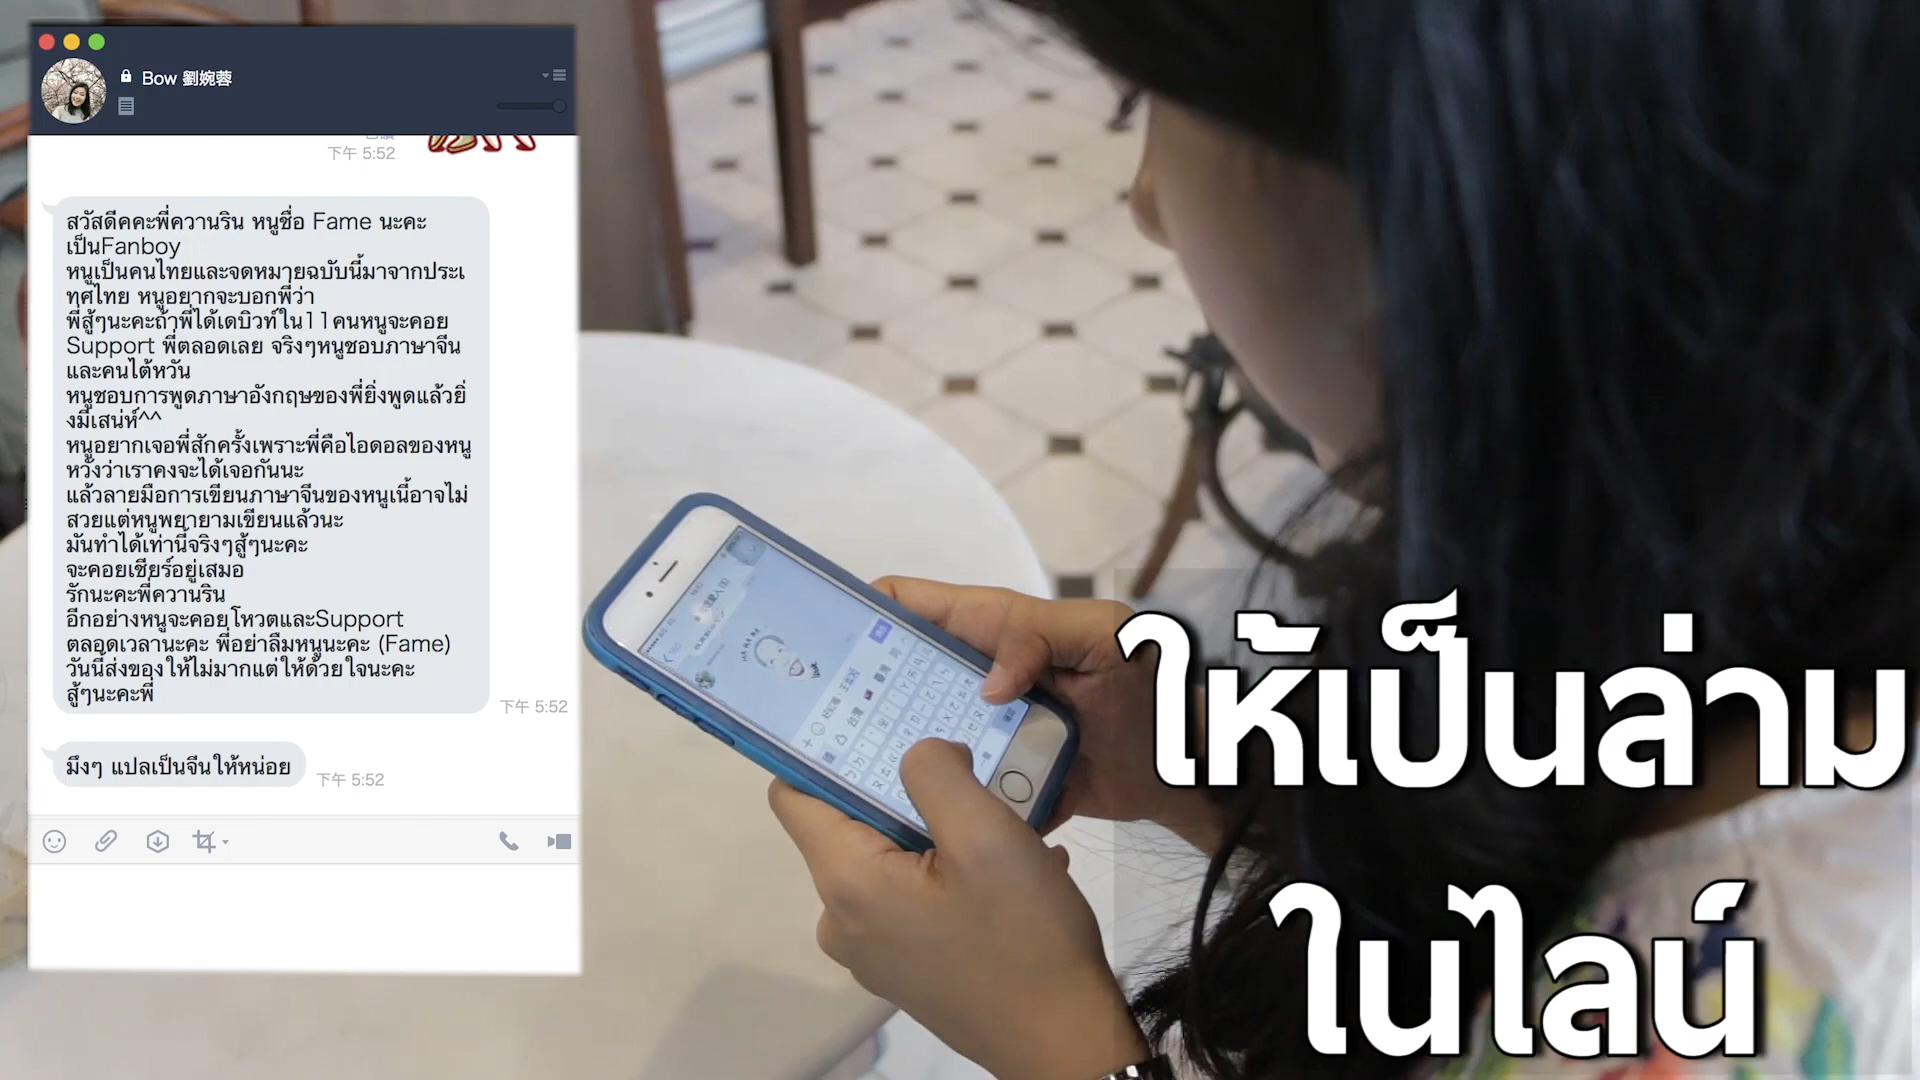 Bow 劉婉蓉
下午 5:52
สวัสดีคคะพี่ควานริน หนูชื่อ Fame นะคะ
เป็นFanboy
หนูเป็นคนไทยและจดหมายฉบับนี้มาจากประเ
ทศไทย หนูอยากจะบอกพี่ว่า
พี่สู้ๆนะคะถ้าพี่ได้เดบิวท์ใน11คนหนูจะคอย
Support พี่ตลอดเลย จริงๆหนูชอบภาษาจีน
และคนไต้หวัน
หนูชอบการพูดภาษาอังกฤษของพี่ยิ่งพูดแล้วยิ่
งมีเสน่ห์^^
หนูอยากเจอพี่สักครั้งเพราะพี่คือไอดอลของหนู
หวังว่าเราคงจะได้เจอกันนะ
แล้วลายมือการเขียนภาษาจีนของหนูเนี้อาจไม่
สวยแต่หนูพยายามเขียนแล้วนะ
มันทำได้เท่านี้จริงๆสู้ๆนะคะ
จะคอยเชียร์อยู่เสมอ
รักนะคะพี่ควานริน
อีกอย่างหนูจะคอยโหวตและSupport
ตลอดเวลานะคะ พี่อย่าลืมหนูนะคะ (Fame)
วันนี้ส่งของให้ไม่มากแต่ให้ด้วยใจนะคะ
สู้ๆนะคะพี่
下午 5:52
มึงๆ แปลเป็นจีนให้หน่อย
下午 5:52
ให้เป็นล่าม
ในไลน์